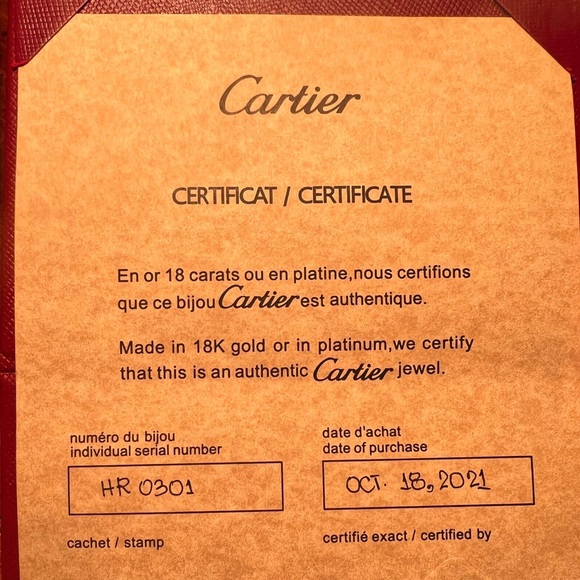 Cartier
CERTIFICAT / CERTIFICATE
En or 18 carats ou en platine,nous certifions
que ce bijou Cartier est authentique.
Made in 18K gold or in platinum,we certify
that this is an authentic Cartier jewel.
numéro du bijou
individual serial number
HR 0301
date d'achat
date of purchase
OCT. 18, 2021
cachet / stamp
certifié exact / certified by